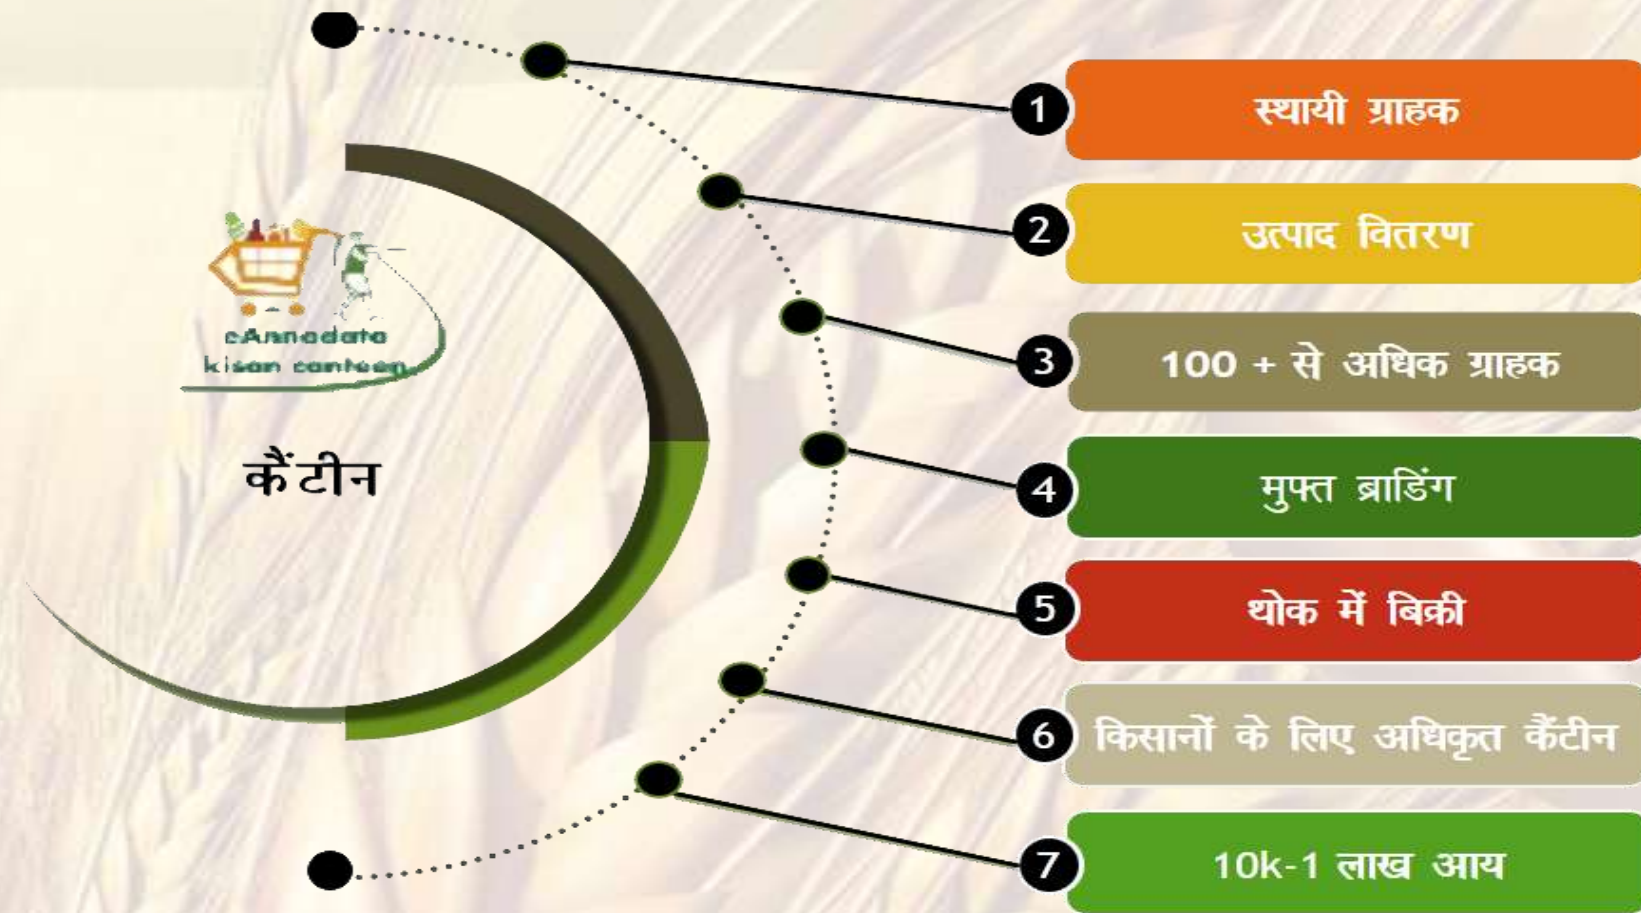 eAnnadata
kisan canteen
कैंटीन
1 स्थायी ग्राहक
2 उत्पाद वितरण
3 100 + से अधिक ग्राहक
4 मुफ्त ब्राडिंग
5 थोक में बिक्री
6 किसानों के लिए अधिकृत कैंटीन
7 10k-1 लाख आय